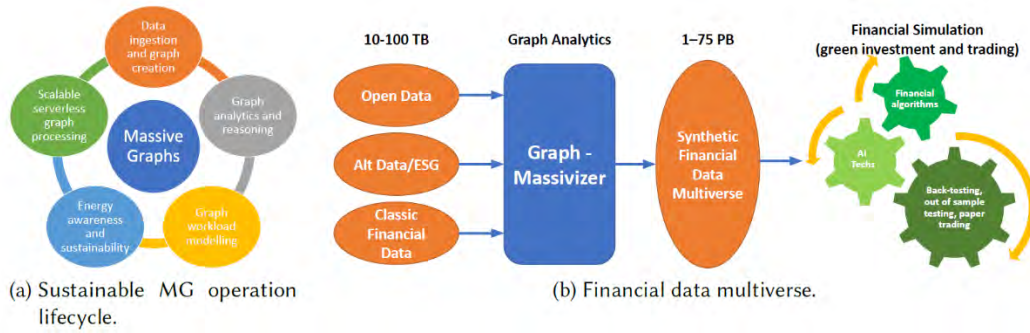 Data
ingestion
and graph
creation
Scalable
serverless
graph
processing
Graph
analytics and
reasoning
Massive
Graphs
Energy
awareness
and
sustainability
Graph
workload
modelling
(a) Sustainable MG operation
lifecycle.
10-100 TB
Graph Analytics
1–75 PB
Financial Simulation
(green investment and trading)
Open Data
Alt Data/ESG
Classic
Financial
Data
Graph -
Massivizer
Synthetic
Financial
Data
Multiverse
Financial
algorithms
AI
Techs
Back-testing,
out of sample
testing, paper
trading
(b) Financial data multiverse.